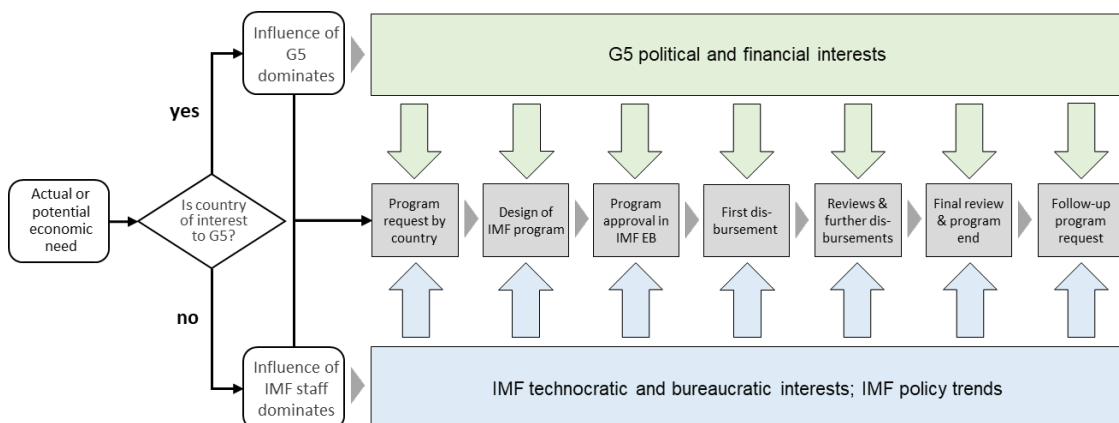 Influence of
G5
dominates
G5 political and financial interests
yes
Actual or
potential
economic
need
Is country
of interest
to G5?
Program
request by
country
Design of
IMF program
Program
approval in
IMF EB
First dis-
bursement
Reviews &
further dis-
bursements
Final review
& program
end
Follow-up
program
request
no
Influence of
IMF staff
dominates
IMF technocratic and bureaucratic interests; IMF policy trends